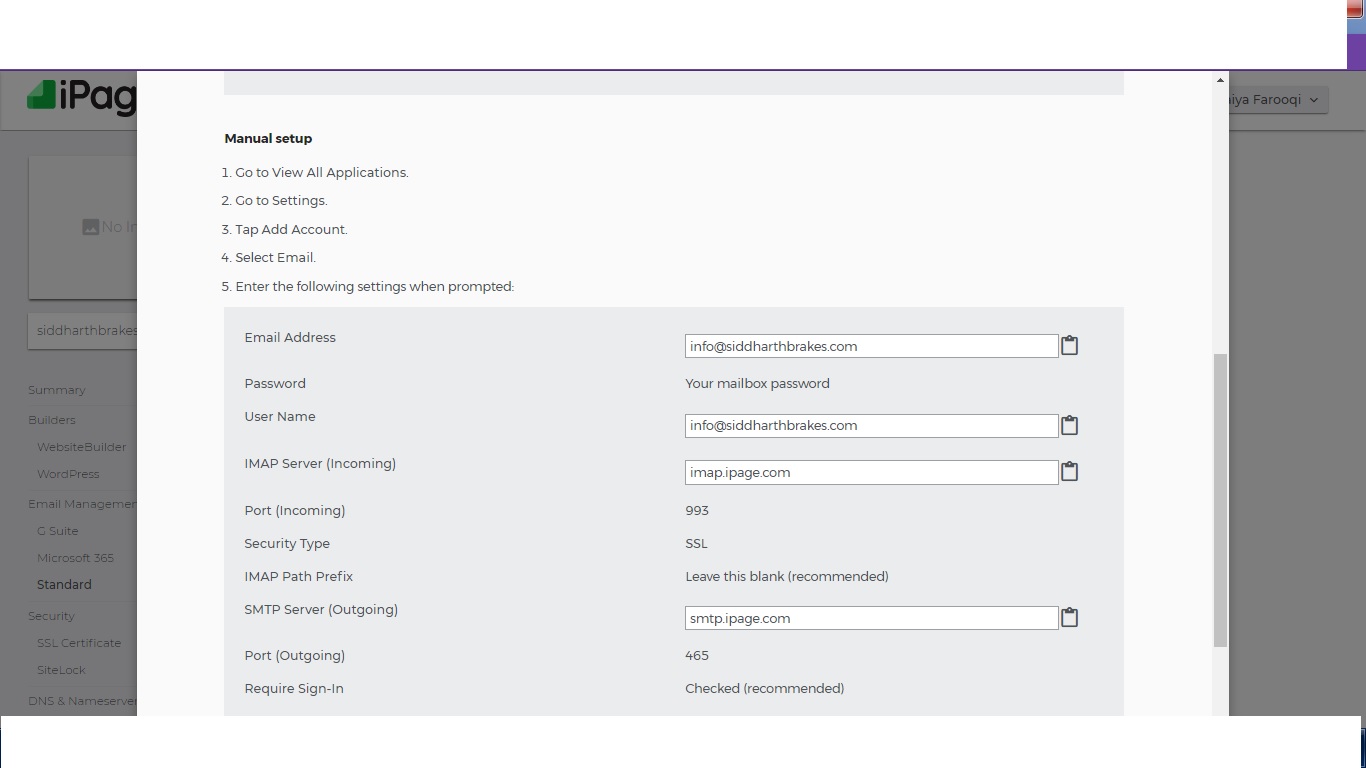 iPag
aiya Farooqi
No In
siddharthbrakes
Summary
Builders
WebsiteBuilder
WordPress
Email Managemen
G Suite
Microsoft 365
Standard
Security
SSL Certificate
SiteLock
DNS & Nameserver
Manual setup
1. Go to View All Applications.
2. Go to Settings.
3. Tap Add Account.
4. Select Email.
5. Enter the following settings when prompted:
Email Address info@siddharthbrakes.com
Password Your mailbox password
User Name info@siddharthbrakes.com
IMAP Server (Incoming) imap.ipage.com
Port (Incoming) 993
Security Type SSL
IMAP Path Prefix Leave this blank (recommended)
SMTP Server (Outgoing) smtp.ipage.com
Port (Outgoing) 465
Require Sign-In Checked (recommended)